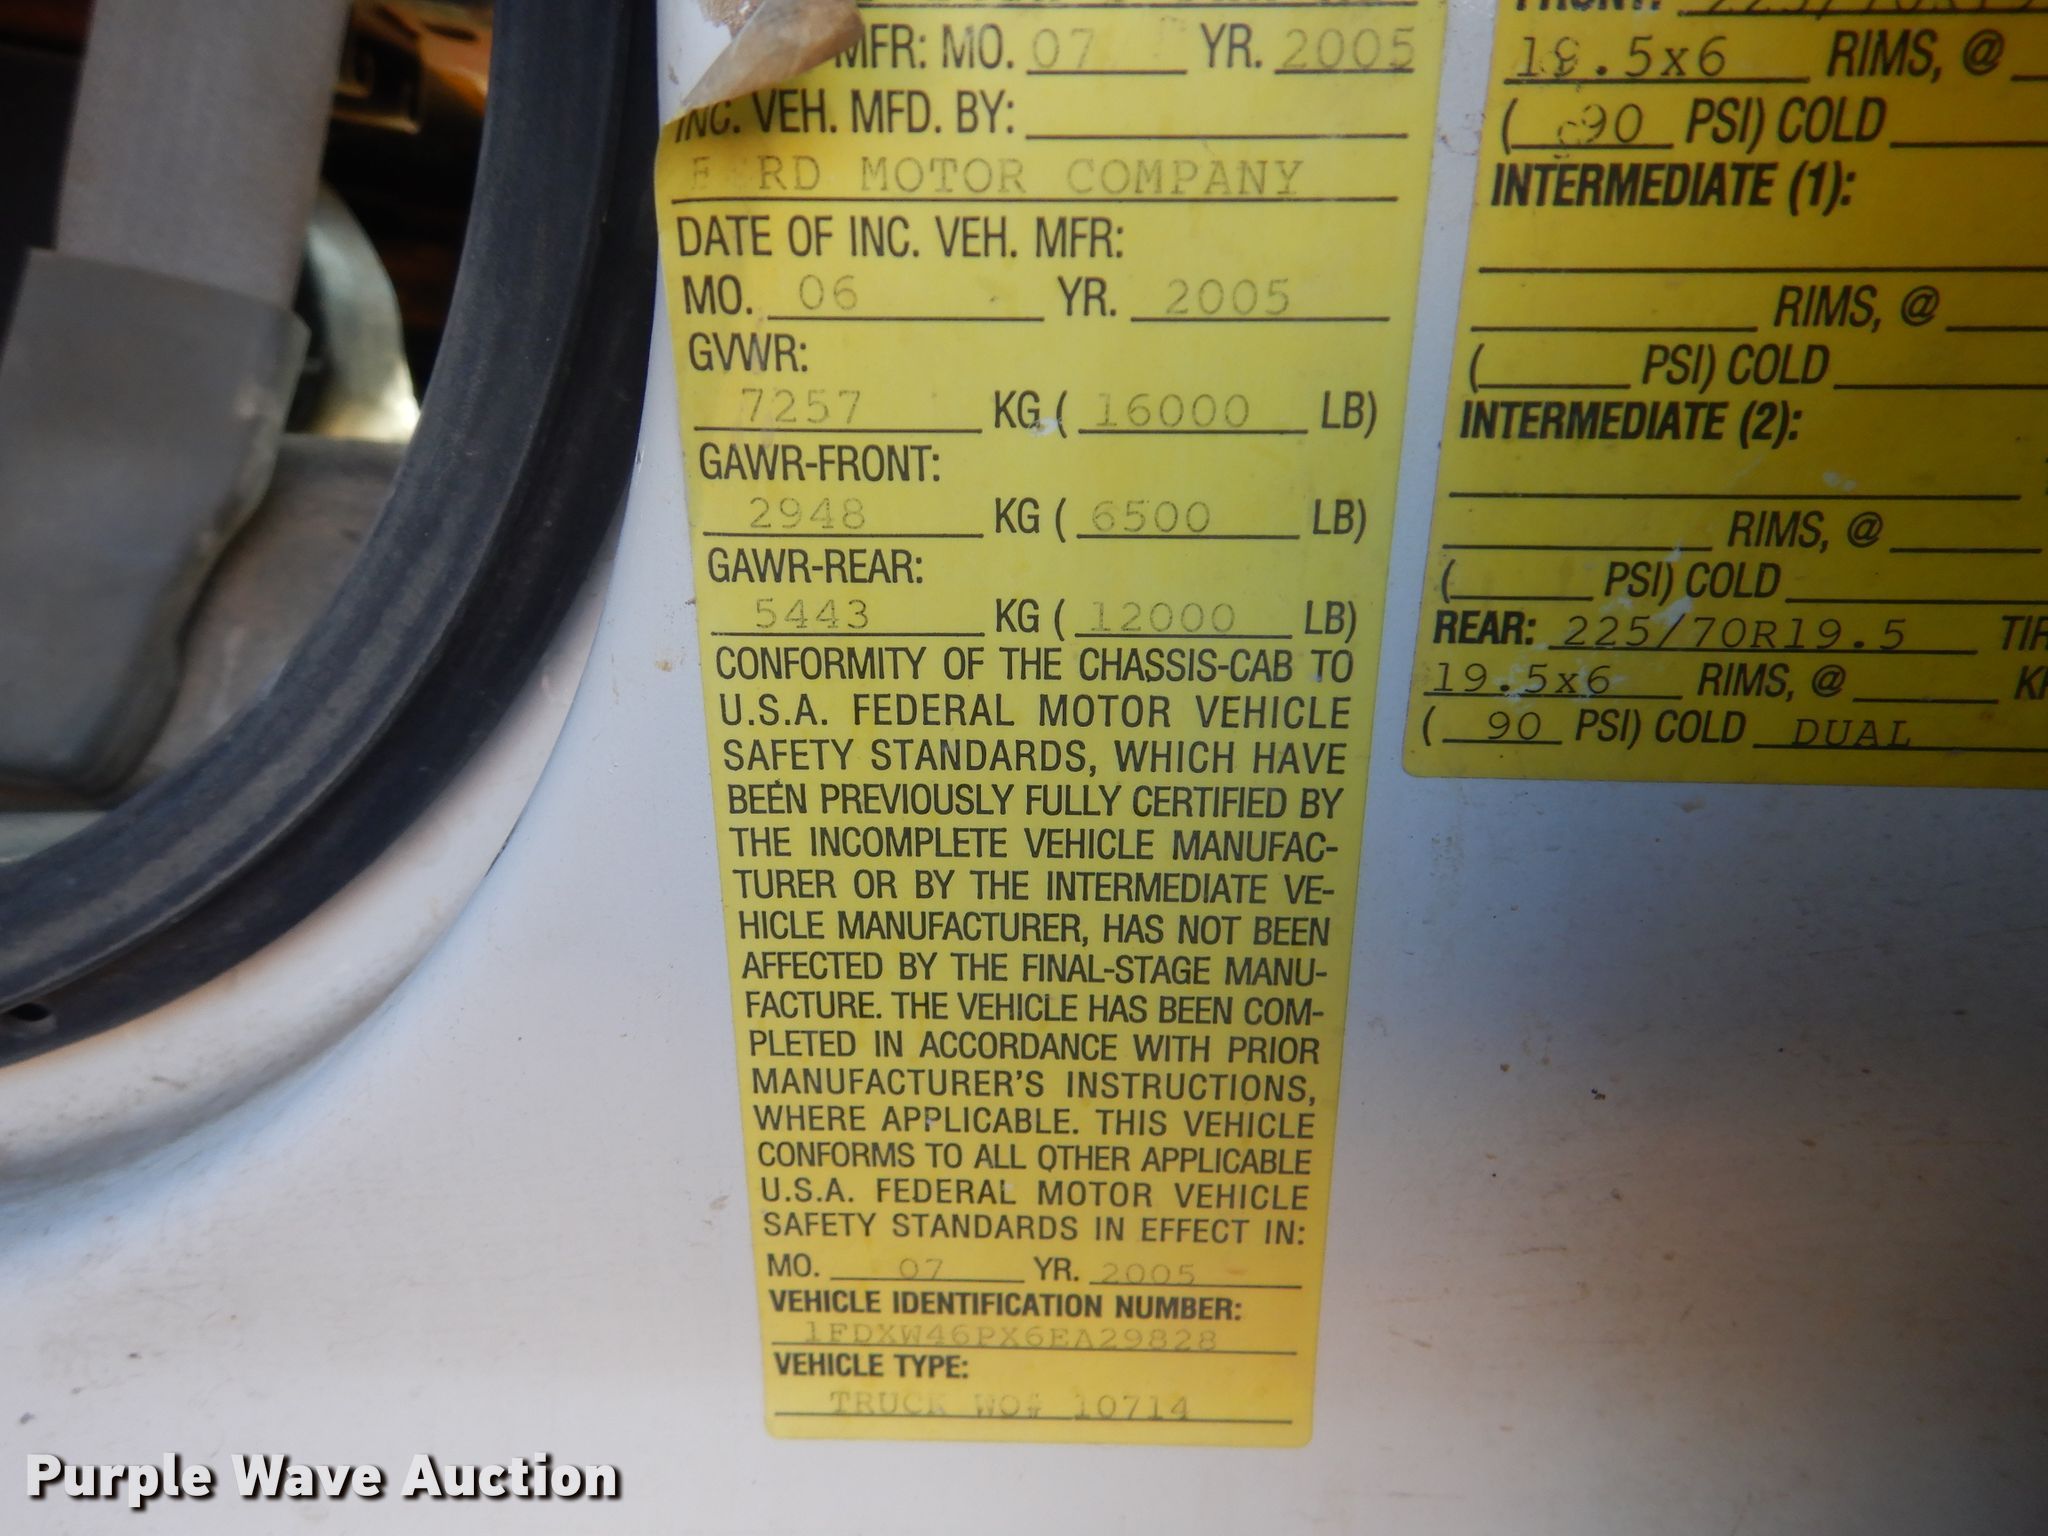 MFR: MO. 07 YR. 2005
INC. VEH. MFD. BY:
F RD MOTOR COMPANY
DATE OF INC. VEH. MFR:
MO. 06 YR. 2005
GVWR:
7257 KG ( 16000 LB)
GAWR-FRONT:
2948 KG ( 6500 LB)
GAWR-REAR:
5443 KG ( 12000 LB)
CONFORMITY OF THE CHASSIS-CAB TO
U.S.A. FEDERAL MOTOR VEHICLE
SAFETY STANDARDS, WHICH HAVE
BEEN PREVIOUSLY FULLY CERTIFIED BY
THE INCOMPLETE VEHICLE MANUFAC-
TURER OR BY THE INTERMEDIATE VE-
HICLE MANUFACTURER, HAS NOT BEEN
AFFECTED BY THE FINAL-STAGE MANU-
FACTURE. THE VEHICLE HAS BEEN COM-
PLETED IN ACCORDANCE WITH PRIOR
MANUFACTURER'S INSTRUCTIONS,
WHERE APPLICABLE. THIS VEHICLE
CONFORMS TO ALL OTHER APPLICABLE
U.S.A. FEDERAL MOTOR VEHICLE
SAFETY STANDARDS IN EFFECT IN:
MO. 07 YR. 2005
VEHICLE IDENTIFICATION NUMBER:
1FDXW46PX6EA29828
VEHICLE TYPE:
TRUCK WO# 10714
FRONT:
19.5x6 RIMS, @
( 90 PSI) COLD
INTERMEDIATE (1):
RIMS, @
( PSI) COLD
INTERMEDIATE (2):
RIMS, @
( PSI) COLD
REAR: 225/70R19.5 TIR
19.5x6 RIMS, @
( 90 PSI) COLD DUAL
Purple Wave Auction